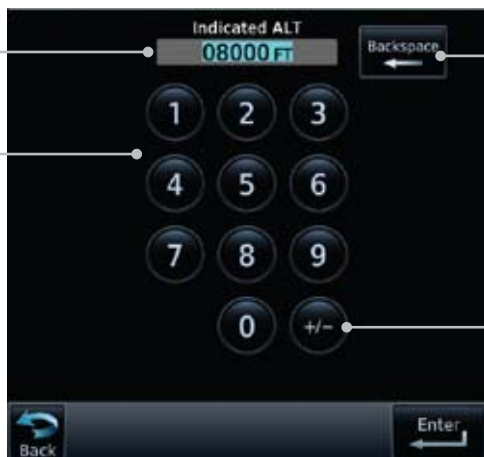 Indicated ALT
08000 FT
Backspace
1 2 3
4 5 6
7 8 9
0 +/−
Back
Enter